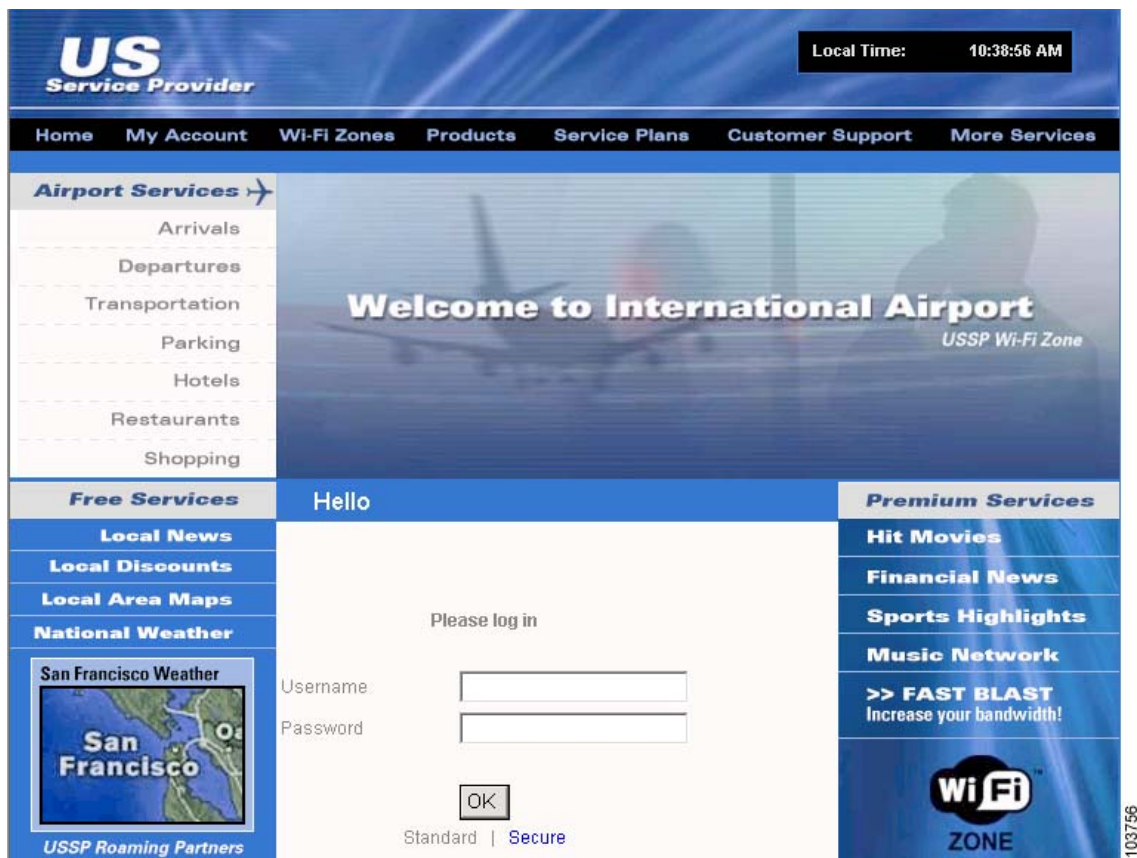 US
Service Provider
Local Time: 10:38:56 AM
Home My Account Wi-Fi Zones Products Service Plans Customer Support More Services
Airport Services
Arrivals
Departures
Transportation
Parking
Hotels
Restaurants
Shopping
Welcome to International Airport
USSP Wi-Fi Zone
Free Services
Local News
Local Discounts
Local Area Maps
National Weather
San Francisco Weather
San Francisco
Oa
USSP Roaming Partners
Hello
Please log in
Username
Password
OK
Standard | Secure
Premium Services
Hit Movies
Financial News
Sports Highlights
Music Network
>> FAST BLAST
Increase your bandwidth!
Wi Fi
ZONE
103756